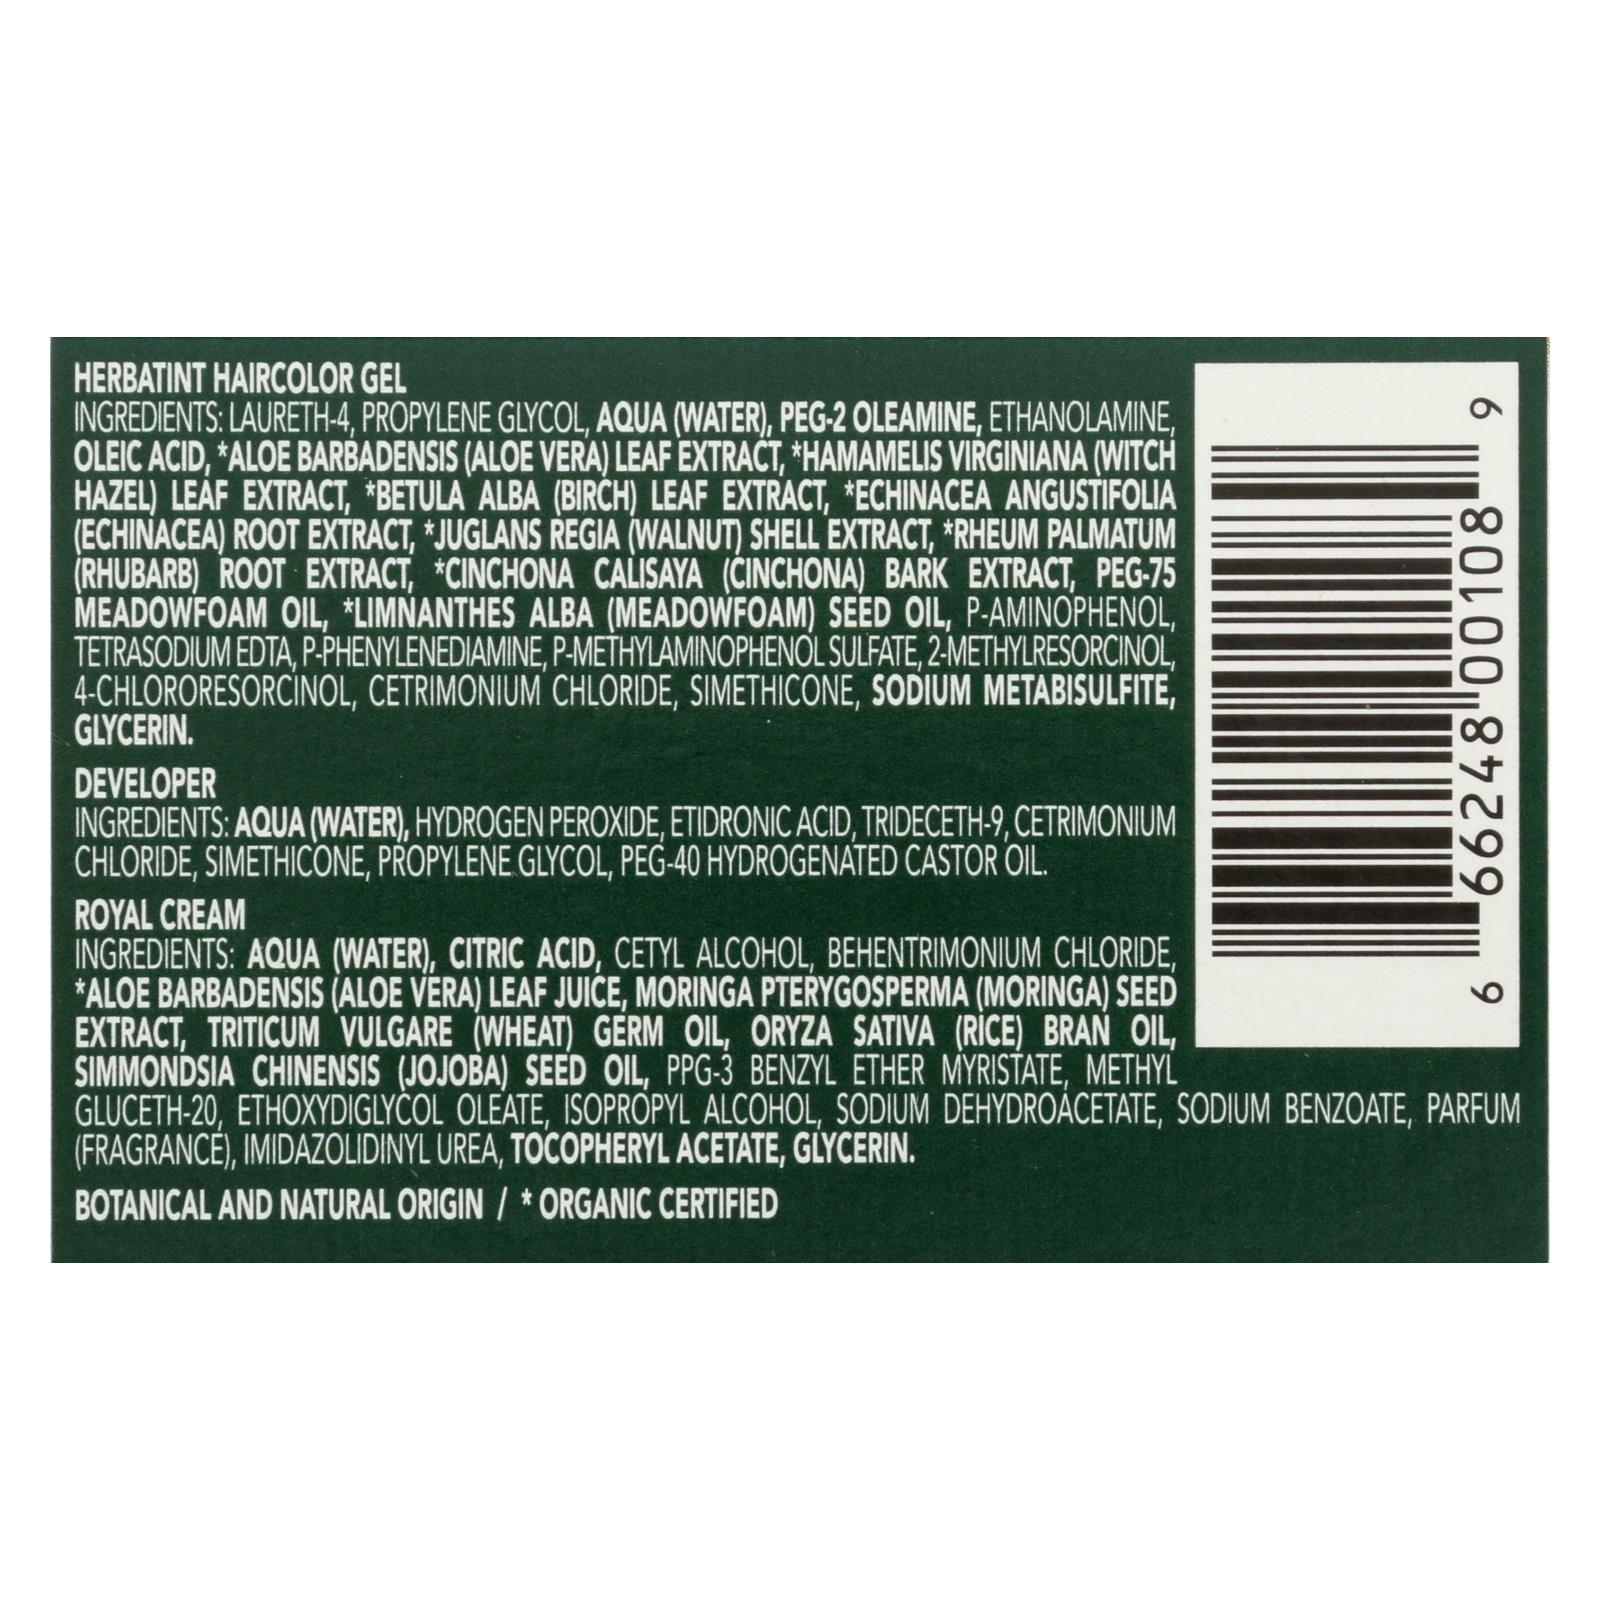 HERBATINT HAIRCOLOR GEL
INGREDIENTS: LAURETH-4, PROPYLENE GLYCOL, AQUA (WATER), PEG-2 OLEAMINE, ETHANOLAMINE,
OLEIC ACID, *ALOE BARBADENSIS (ALOE VERA) LEAF EXTRACT, *HAMAMELIS VIRGINIANA (WITCH
HAZEL) LEAF EXTRACT, *BETULA ALBA (BIRCH) LEAF EXTRACT, *ECHINACEA ANGUSTIFOLIA
(ECHINACEA) ROOT EXTRACT, *JUGLANS REGIA (WALNUT) SHELL EXTRACT, *RHEUM PALMATUM
(RHUBARB) ROOT EXTRACT, *CINCHONA CALISAYA (CINCHONA) BARK EXTRACT, PEG-75
MEADOWFOAM OIL, *LIMNANTHES ALBA (MEADOWFOAM) SEED OIL, P-AMINOPHENOL,
TETRASODIUM EDTA, P-PHENYLENEDIAMINE, P-METHYLAMINOPHENOL SULFATE, 2-METHYLRESORCINOL,
4-CHLORORESORCINOL, CETRIMONIUM CHLORIDE, SIMETHICONE, SODIUM METABISULFITE,
GLYCERIN.
DEVELOPER
INGREDIENTS: AQUA (WATER), HYDROGEN PEROXIDE, ETIDRONIC ACID, TRIDECETH-9, CETRIMONIUM
CHLORIDE, SIMETHICONE, PROPYLENE GLYCOL, PEG-40 HYDROGENATED CASTOR OIL.
ROYAL CREAM
INGREDIENTS: AQUA (WATER), CITRIC ACID, CETYL ALCOHOL, BEHENTRIMONIUM CHLORIDE,
*ALOE BARBADENSIS (ALOE VERA) LEAF JUICE, MORINGA PTERYGOSPERMA (MORINGA) SEED
EXTRACT, TRITICUM VULGARE (WHEAT) GERM OIL, ORYZA SATIVA (RICE) BRAN OIL,
SIMMONDSIA CHINENSIS (JOJOBA) SEED OIL, PPG-3 BENZYL ETHER MYRISTATE, METHYL
GLUCETH-20, ETHOXYDIGLYCOL OLEATE, ISOPROPYL ALCOHOL, SODIUM DEHYDROACETATE, SODIUM BENZOATE, PARFUM
(FRAGRANCE), IMIDAZOLIDINYL UREA, TOCOPHERYL ACETATE, GLYCERIN.
BOTANICAL AND NATURAL ORIGIN / * ORGANIC CERTIFIED
6 66248 00108 9